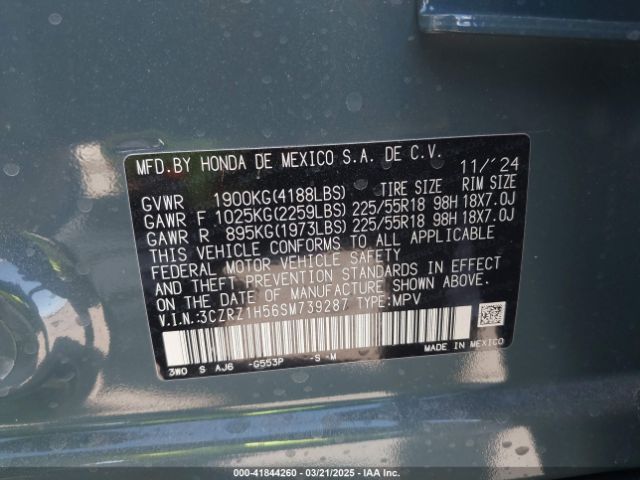 MFD.BY HONDA DE MEXICO S.A. DE C.V. 11/'24
GVWR 1900KG(4188LBS) TIRE SIZE RIM SIZE
GAWR F 1025KG(2259LBS) 225/55R18 98H 18X7.0J
GAWR R 895KG(1973LBS) 225/55R18 98H 18X7.0J
THIS VEHICLE CONFORMS TO ALL APPLICABLE
FEDERAL MOTOR VEHICLE SAFETY
AND THEFT PREVENTION STANDARDS IN EFFECT
ON THE DATE OF MANUFACTURE SHOWN ABOVE.
V.I.N.:3CZRZ1H56SM739287 TYPE:MPV
3WO S AJ6 -G553P -S-M MADE IN MEXICO
000-41844260 - 03/21/2025 - IAA Inc.